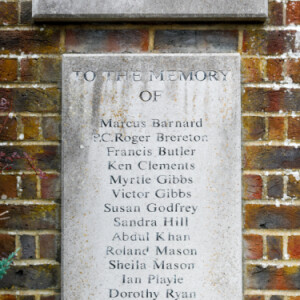 TO THE MEMORY
OF
Marcus Barnard
P.C. Roger Brereton
Francis Butler
Ken Clements
Myrtle Gibbs
Victor Gibbs
Susan Godfrey
Sandra Hill
Abdul Khan
Roland Mason
Sheila Mason
Ian Playle
Dorothy Ryan